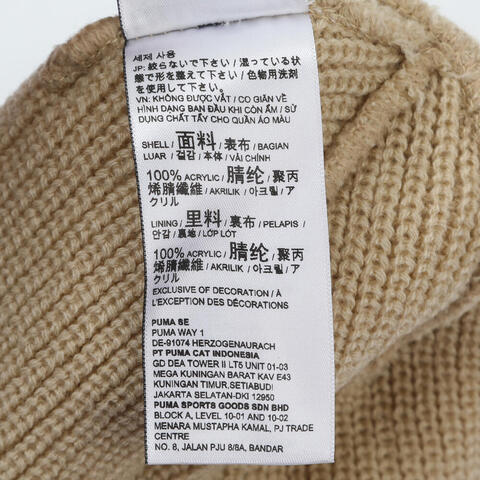 세제 사용
JP: 絞らないで下さい / 湿っている状
態で形を整えて下さい / 色物用洗剤
を使用して下さい
VN: KHÔNG ĐƯỢC VẮT / CO GIÃN VỀ
HÌNH DẠNG BAN ĐẦU KHI CÒN ẨM / SỬ
DỤNG CHẤT TẨY CHO QUẦN ÁO MÀU
SHELL / 面料 / 表布 / BAGIAN
LUAR / 겉감 / 本体 / VẢI CHÍNH
100% ACRYLIC / 腈纶 / 聚丙
烯腈纖維 / AKRILIK / 아크릴 / ア
クリル
LINING / 里料 / 裏布 / PELAPIS /
안감 / 裏地 / LỚP LÓT
100% ACRYLIC / 腈纶 / 聚丙
烯腈纖維 / AKRILIK / 아크릴 / ア
クリル
EXCLUSIVE OF DECORATION / À
L'EXCEPTION DES DÉCORATIONS
PUMA SE
PUMA WAY 1
DE-91074 HERZOGENAURACH
PT PUMA CAT INDONESIA
GD DEA TOWER II LT5 UNIT 01-03
MEGA KUNINGAN BARAT KAV E43
KUNINGAN TIMUR.SETIABUDI
JAKARTA SELATAN-DKI 12950
PUMA SPORTS GOODS SDN BHD
BLOCK A, LEVEL 10-01 AND 10-02
MENARA MUSTAPHA KAMAL, PJ TRADE
CENTRE
NO. 8, JALAN PJU 8/8A, BANDAR